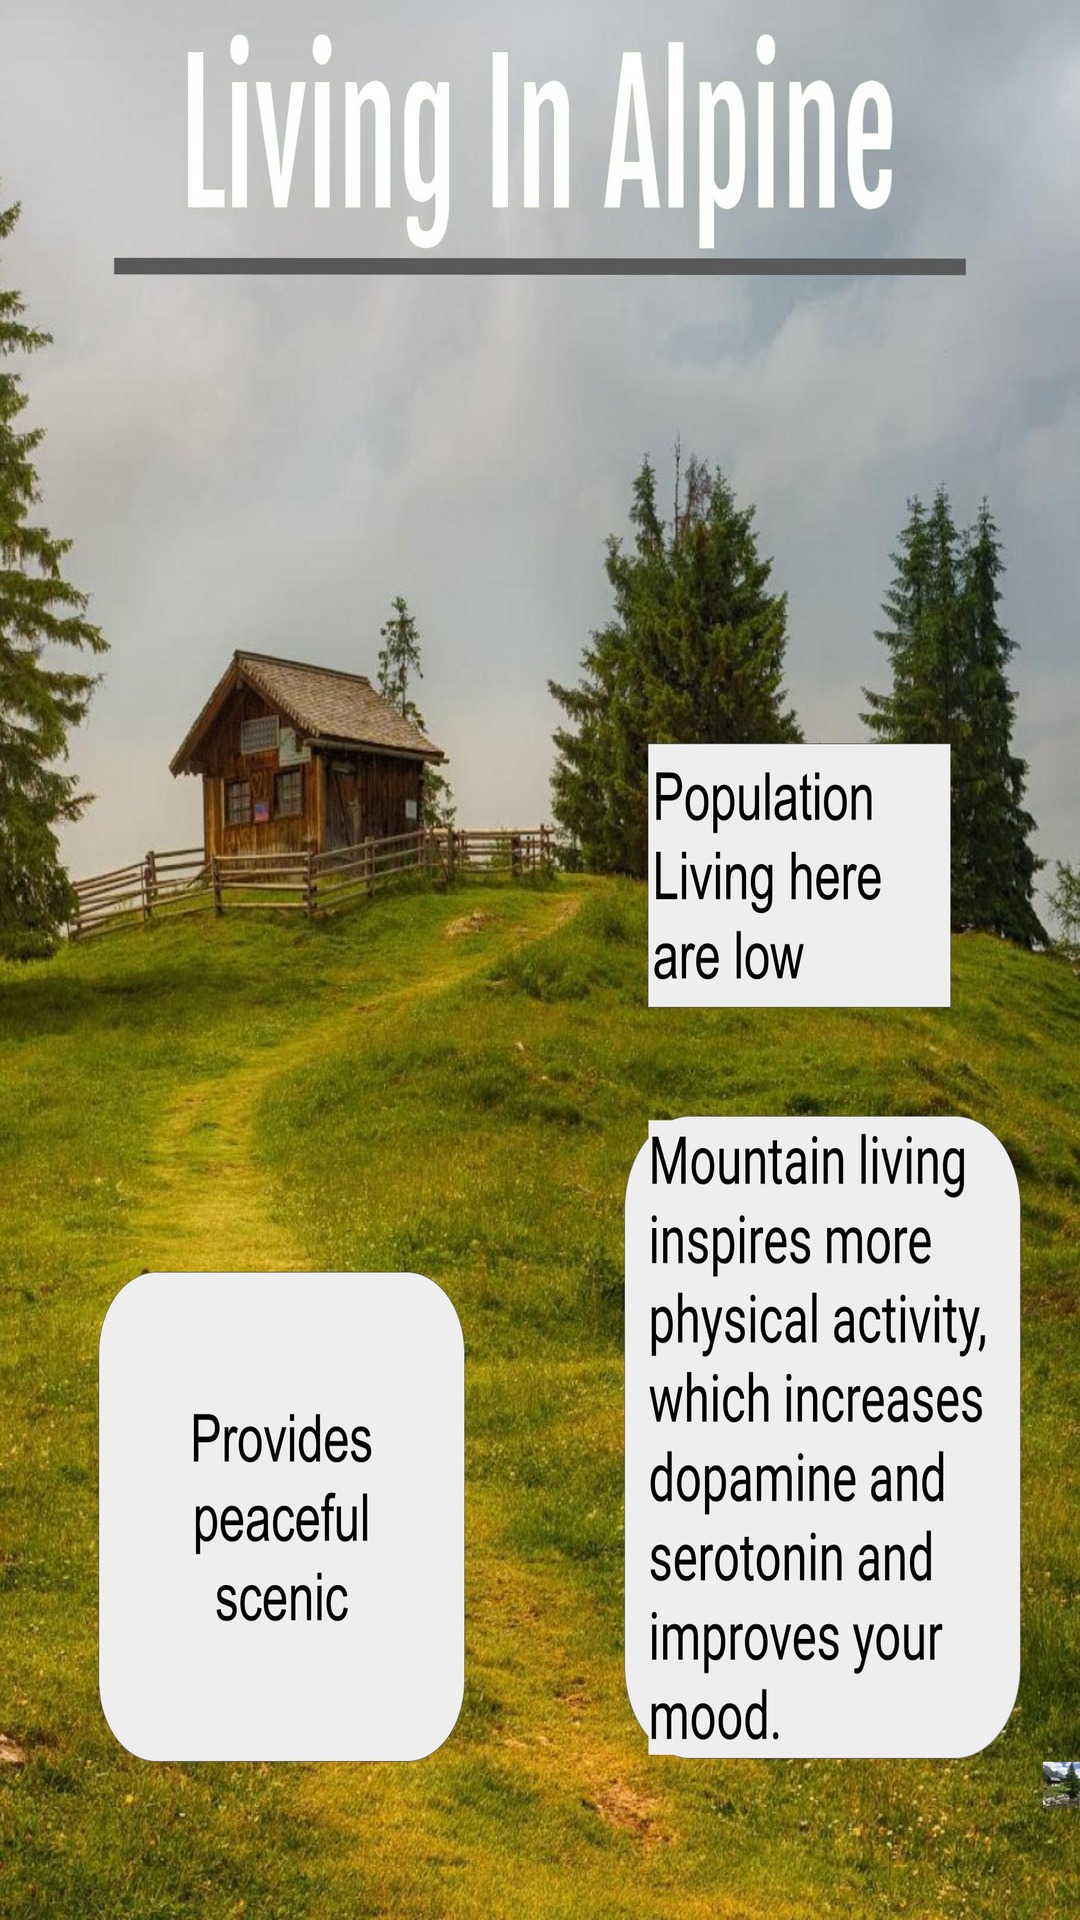 Living In Alpine
Population
Living here
are low
Mountain living
inspires more
physical activity,
which increases
dopamine and
serotonin and
improves your
mood.
Provides
peaceful
scenic